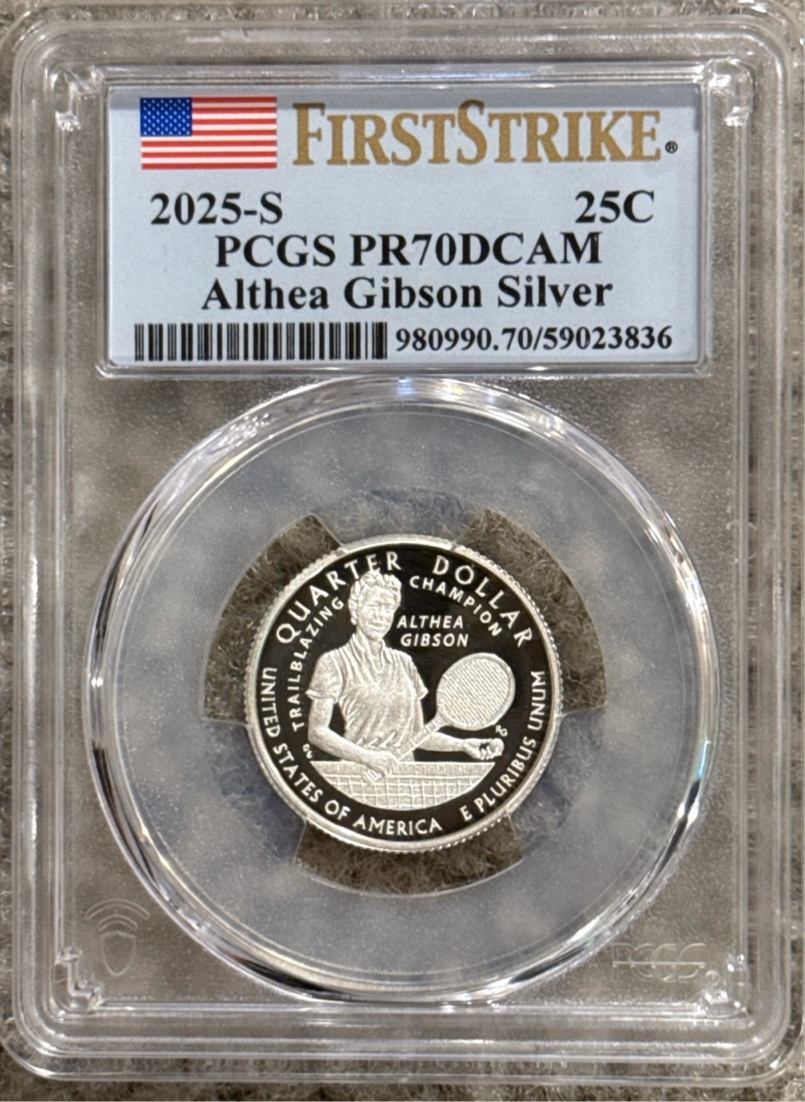 FIRSTSTRIKE®
2025-S 25C
PCGS PR70DCAM
Althea Gibson Silver
980990.70/59023836
QUARTER DOLLAR
TRAILBLAZING CHAMPION
ALTHEA
GIBSON
UNITED STATES OF AMERICA
E PLURIBUS UNUM
PCGS